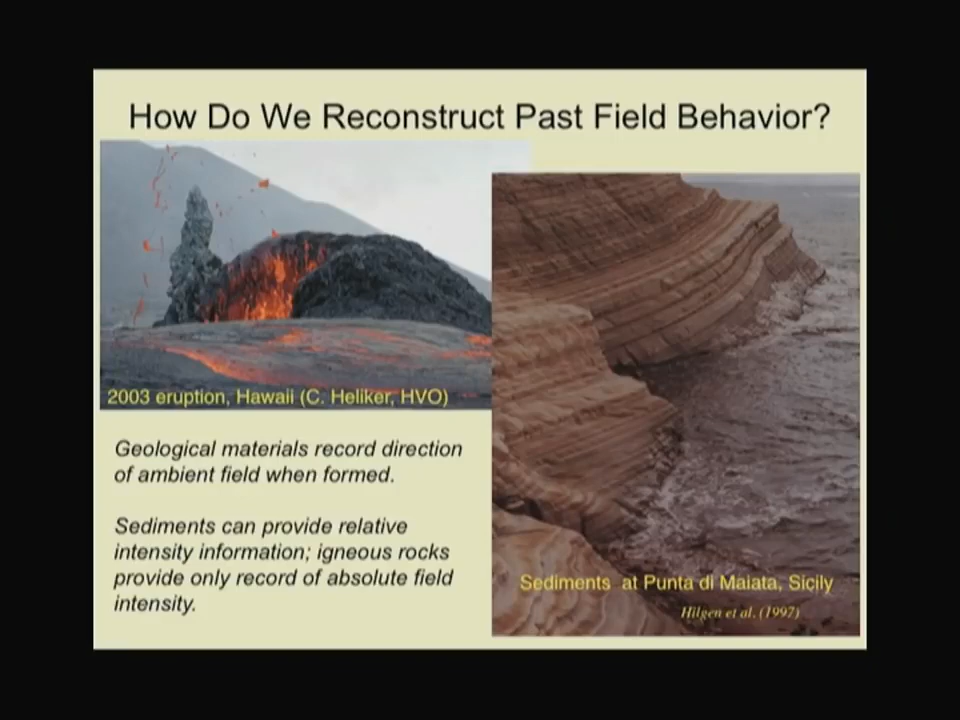 How Do We Reconstruct Past Field Behavior?
2003 eruption, Hawaii (C. Heliker, HVO)
Geological materials record direction
of ambient field when formed.
Sediments can provide relative
intensity information; igneous rocks
provide only record of absolute field
intensity.
Sediments at Punta di Maiata, Sicily
Hilgen et al. (1997)